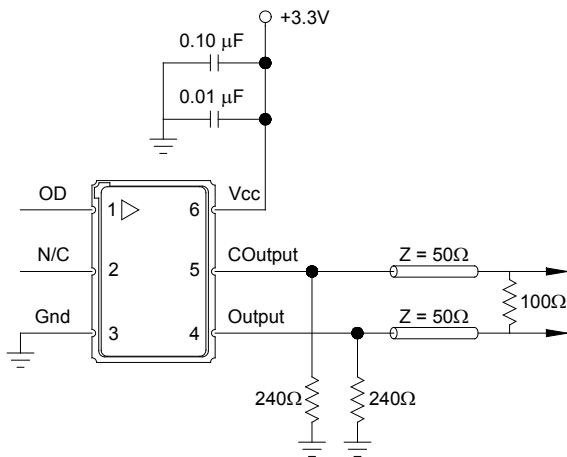 +3.3V
0.10 µF
0.01 µF
OD 1 6 Vcc
N/C 2 5 COutput Z = 50Ω
100Ω
Gnd 3 4 Output Z = 50Ω
240Ω 240Ω